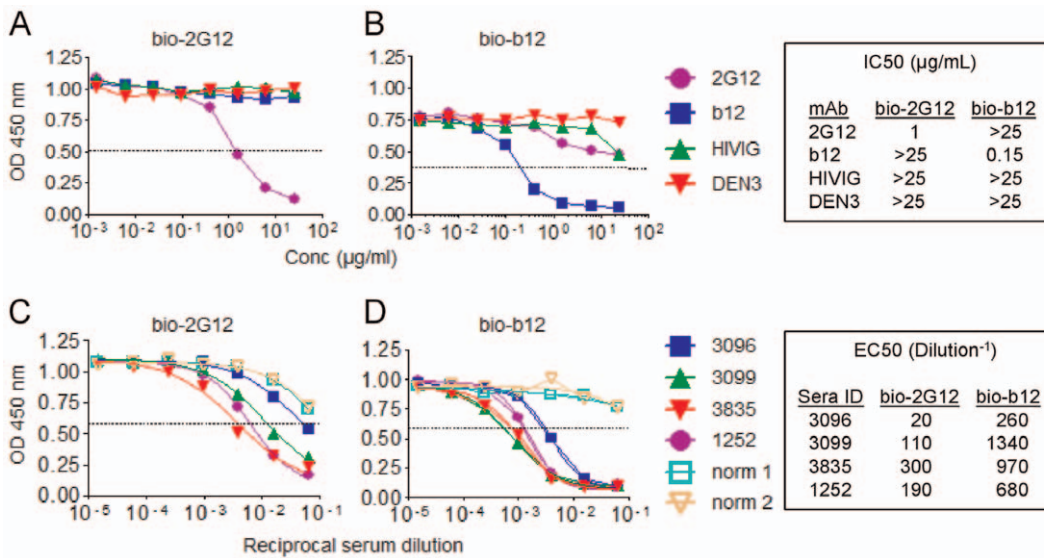 A
bio-2G12
1.25
1.00
0.75
0.50
0.25
0.00
OD 450 nm
10-3 10-2 10-1 100 101 102
B
bio-b12
1.25
1.00
0.75
0.50
0.25
0.00
10-3 10-2 10-1 100 101 102
Conc (µg/ml)
2G12
b12
HIVIG
DEN3
IC50 (µg/mL)
mAb bio-2G12 bio-b12
2G12 1 >25
b12 >25 0.15
HIVIG >25 >25
DEN3 >25 >25
C
bio-2G12
1.25
1.00
0.75
0.50
0.25
0.00
OD 450 nm
10-5 10-4 10-3 10-2 10-1
D
bio-b12
1.25
1.00
0.75
0.50
0.25
0.00
10-5 10-4 10-3 10-2 10-1
Reciprocal serum dilution
3096
3099
3835
1252
norm 1
norm 2
EC50 (Dilution-1)
Sera ID bio-2G12 bio-b12
3096 20 260
3099 110 1340
3835 300 970
1252 190 680